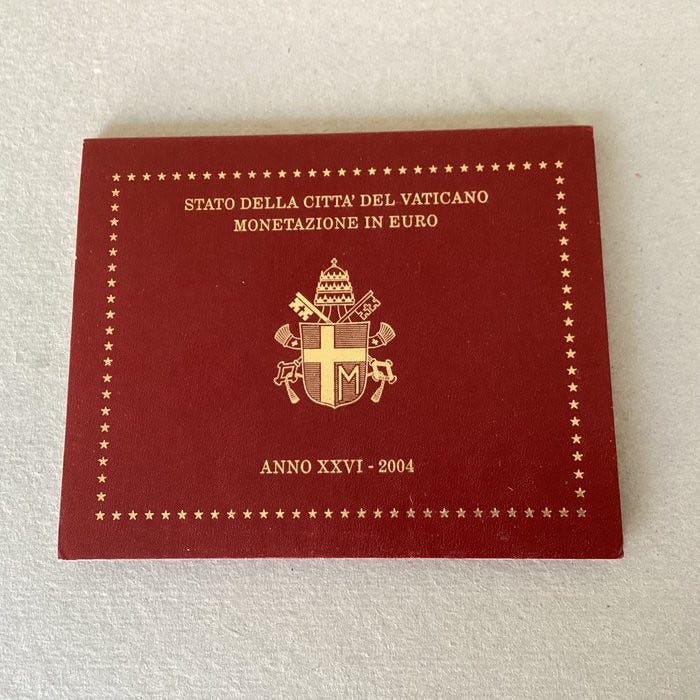 STATO DELLA CITTA' DEL VATICANO
MONETAZIONE IN EURO
M
ANNO XXVI - 2004